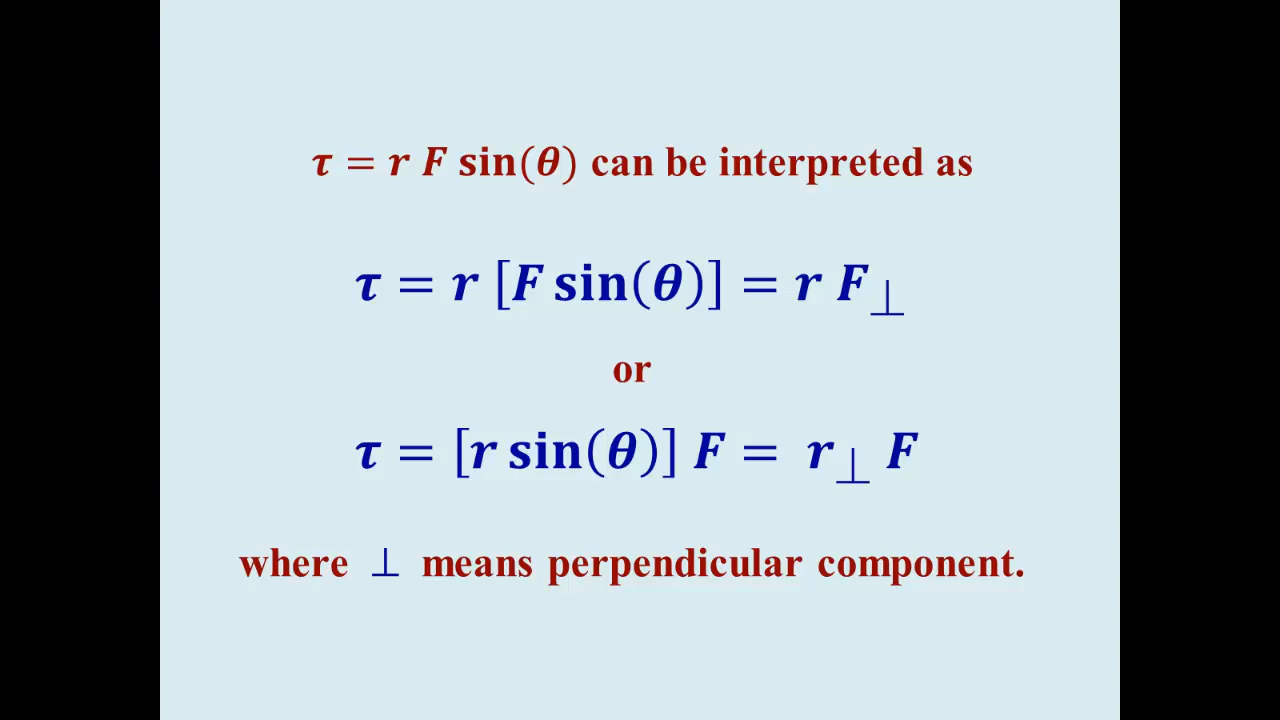 τ = r F sin(θ) can be interpreted as
τ = r [F sin(θ)] = r F⊥
or
τ = [r sin(θ)] F = r⊥ F
where ⊥ means perpendicular component.